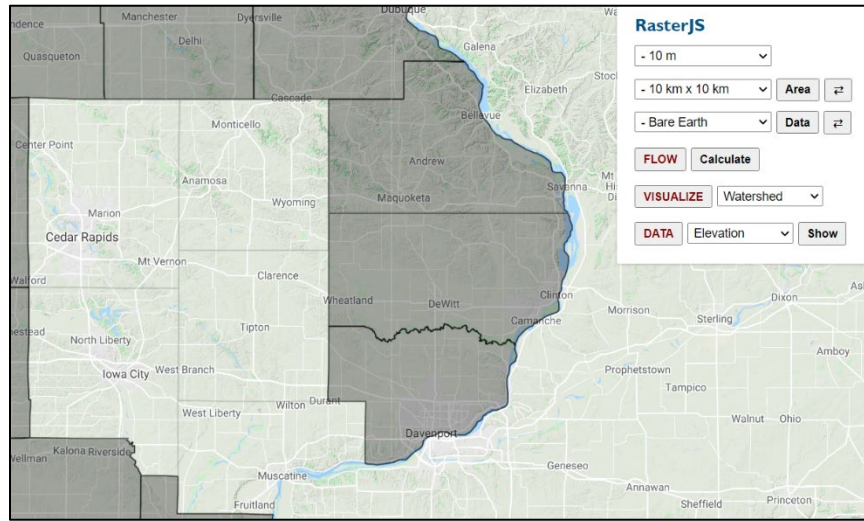 Manchester
Dyersville
Dubuque
Galena
Delhi
Quasqueton
Elizabeth
Cascade
Bellevue
Monticello
Center Point
Andrew
Anamosa
Savanna
Maquoketa
Wyoming
Marion
Cedar Rapids
Mt Vernon
Clarence
Walford
Wheatland
DeWitt
Clinton
Camanche
Morrison
Dixon
Sterling
Tipton
North Liberty
Amboy
Prophetstown
Iowa City
West Branch
Tampico
Wilton
Durant
West Liberty
Walnut
Ohio
Davenport
Kalona
Riverside
Wellman
Geneseo
Muscatine
Annawan
Princeton
Fruitland
Sheffield
RasterJS
- 10 m
- 10 km x 10 km Area ⇄
- Bare Earth Data ⇄
FLOW Calculate
VISUALIZE Watershed
DATA Elevation Show